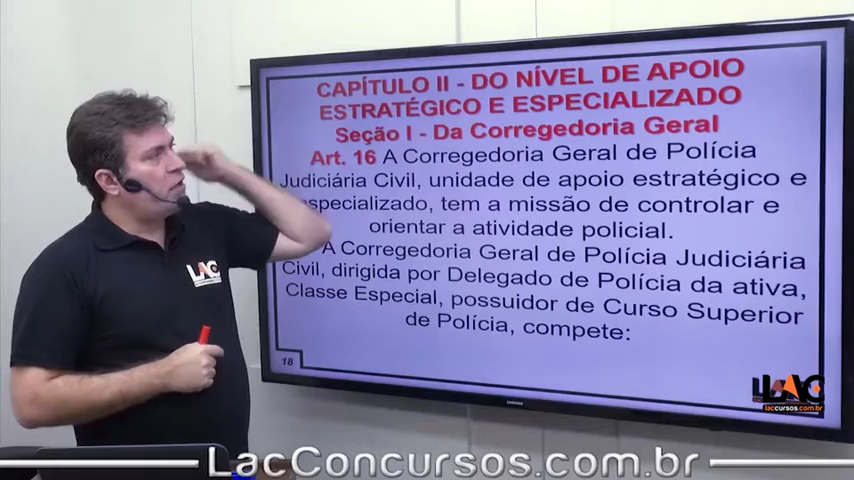 CAPÍTULO II - DO NÍVEL DE APOIO
ESTRATÉGICO E ESPECIALIZADO
Seção I - Da Corregedoria Geral
Art. 16 A Corregedoria Geral de Polícia
Judiciária Civil, unidade de apoio estratégico e
especializado, tem a missão de controlar e
orientar a atividade policial.
A Corregedoria Geral de Polícia Judiciária
Civil, dirigida por Delegado de Polícia da ativa,
Classe Especial, possuidor de Curso Superior
de Polícia, compete:
18
LAC
LAC
laccursos.com.br
LacConcursos.com.br